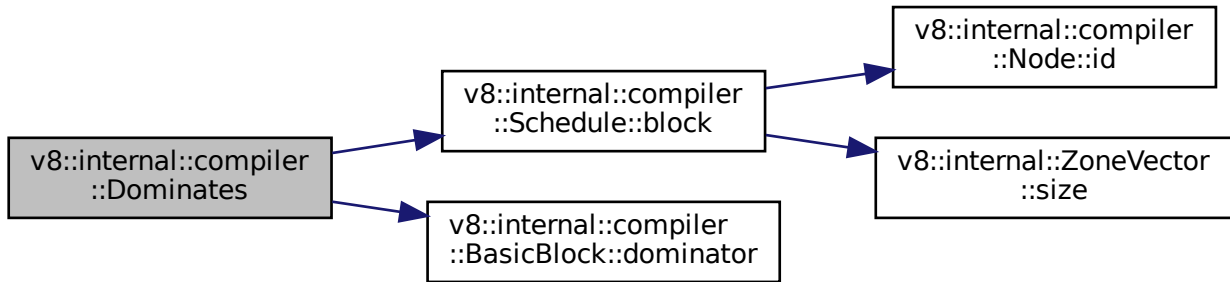 v8::internal::compiler
::Dominates
v8::internal::compiler
::Schedule::block
v8::internal::compiler
::BasicBlock::dominator
v8::internal::compiler
::Node::id
v8::internal::ZoneVector
::size